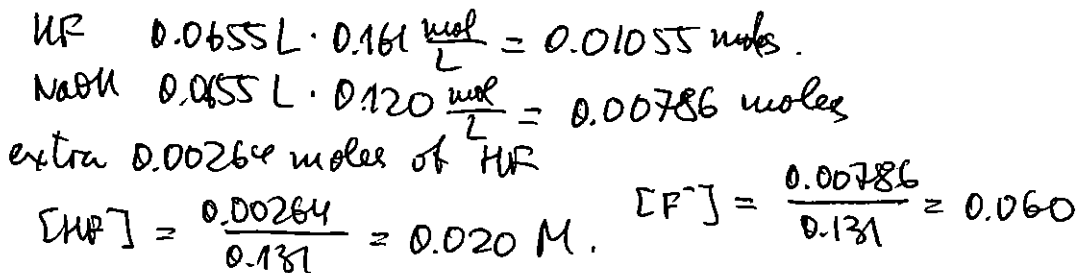 HF 0.0655 L · 0.161 mol/L = 0.01055 moles.
NaOH 0.0655 L · 0.120 mol/L = 0.00786 moles
extra 0.00264 moles of HF
[HF] = 0.00264/0.131 = 0.020 M. [F⁻] = 0.00786/0.131 = 0.060